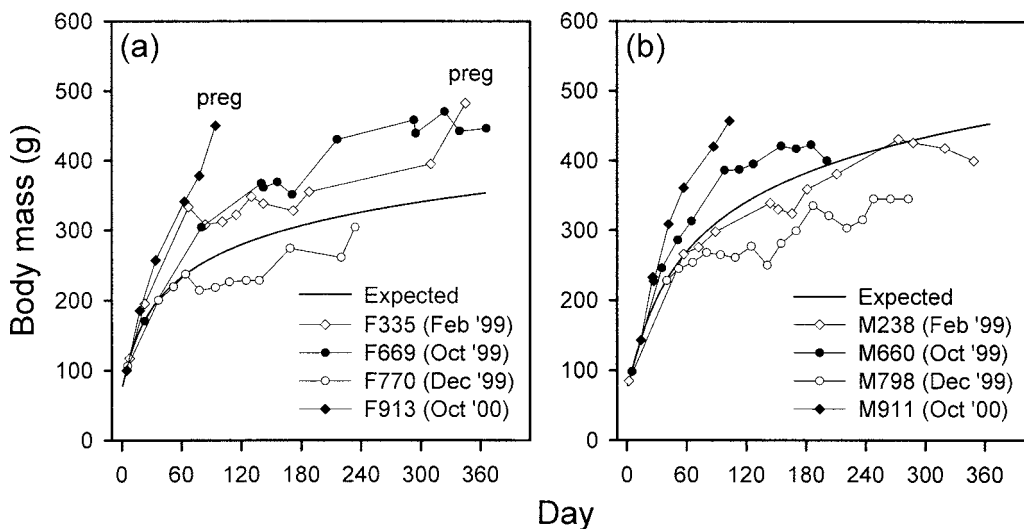 Body mass (g)
600
500
400
300
200
100
0
(a)
preg
preg
Expected
F335 (Feb '99)
F669 (Oct '99)
F770 (Dec '99)
F913 (Oct '00)
0 60 120 180 240 300 360
600
500
400
300
200
100
0
(b)
Expected
M238 (Feb '99)
M660 (Oct '99)
M798 (Dec '99)
M911 (Oct '00)
0 60 120 180 240 300 360
Day